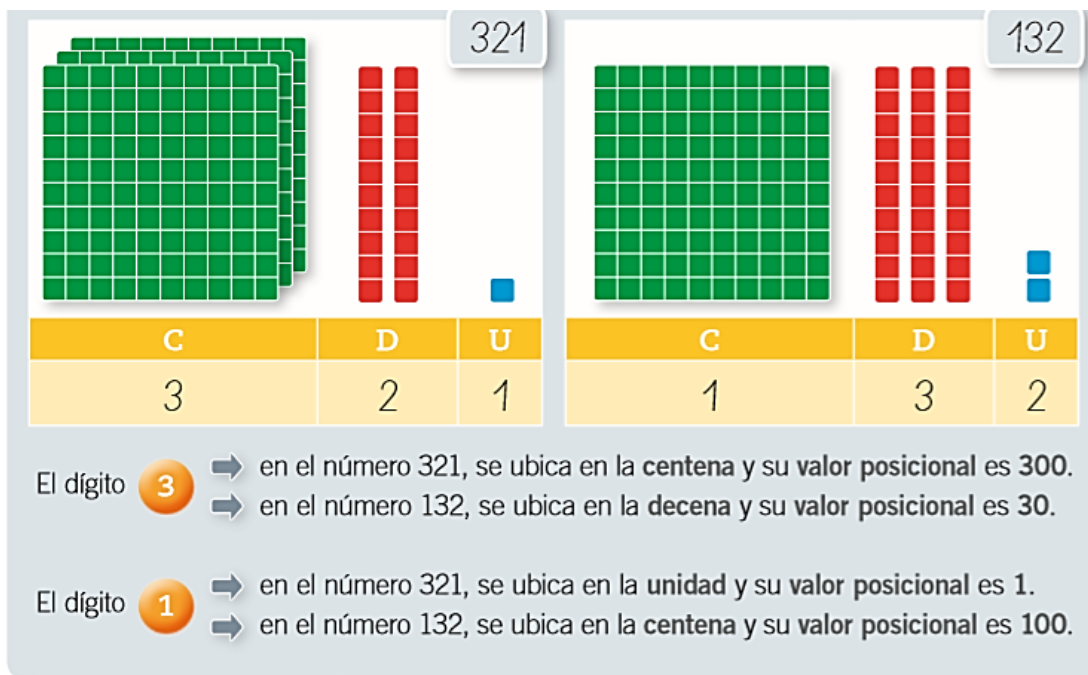 321
132
C D U
3 2 1
C D U
1 3 2
El dígito 3
en el número 321, se ubica en la centena y su valor posicional es 300.
en el número 132, se ubica en la decena y su valor posicional es 30.
El dígito 1
en el número 321, se ubica en la unidad y su valor posicional es 1.
en el número 132, se ubica en la centena y su valor posicional es 100.